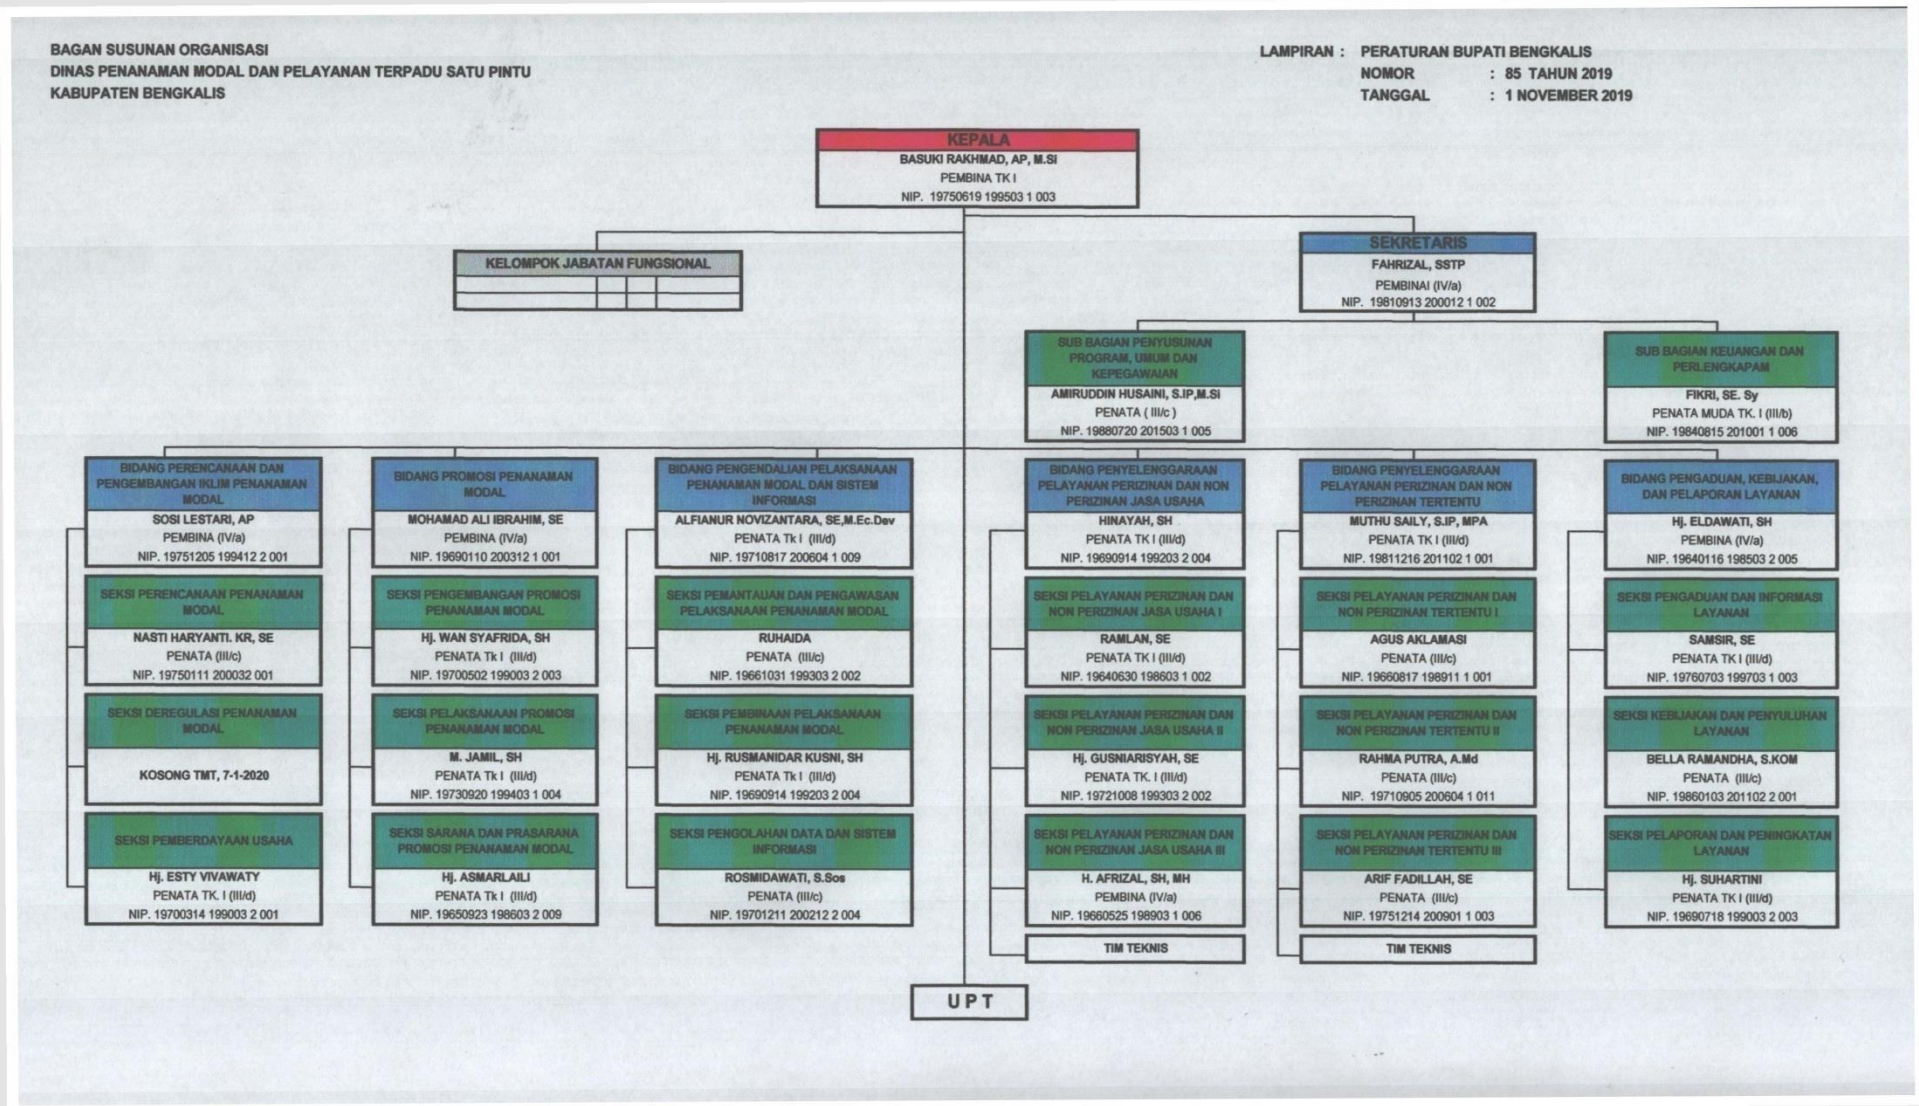 BAGAN SUSUNAN ORGANISASI
DINAS PENANAMAN MODAL DAN PELAYANAN TERPADU SATU PINTU
KABUPATEN BENGKALIS
LAMPIRAN : PERATURAN BUPATI BENGKALIS
NOMOR : 85 TAHUN 2019
TANGGAL : 1 NOVEMBER 2019
KEPALA
BASUKI RAKHMAD, AP, M.Si
PEMBINA TK I
NIP. 19750619 199503 1 003
KELOMPOK JABATAN FUNGSIONAL
SEKRETARIS
FAHRIZAL, SSTP
PEMBINAI (IV/a)
NIP. 19810913 200012 1 002
SUB BAGIAN PENYUSUNAN
PROGRAM, UMUM DAN
KEPEGAWAIAN
AMIRUDDIN HUSAINI, S.IP,M.Si
PENATA ( III/c )
NIP. 19880720 201503 1 005
SUB BAGIAN KEUANGAN DAN
PERLENGKAPAM
FIKRI, SE. Sy
PENATA MUDA TK. I (III/b)
NIP. 19840815 201001 1 006
BIDANG PERENCANAAN DAN
PENGEMBANGAN IKLIM PENANAMAN
MODAL
SOSI LESTARI, AP
PEMBINA (IV/a)
NIP. 19751205 199412 2 001
SEKSI PERENCANAAN PENANAMAN
MODAL
NASTI HARYANTI. KR, SE
PENATA (III/c)
NIP. 19750111 200032 001
SEKSI DEREGULASI PENANAMAN
MODAL
KOSONG TMT, 7-1-2020
SEKSI PEMBERDAYAAN USAHA
Hj. ESTY VIVAWATY
PENATA TK. I (III/d)
NIP. 19700314 199003 2 001
BIDANG PROMOSI PENANAMAN
MODAL
MOHAMAD ALI IBRAHIM, SE
PEMBINA (IV/a)
NIP. 19690110 200312 1 001
SEKSI PENGEMBANGAN PROMOSI
PENANAMAN MODAL
Hj. WAN SYAFRIDA, SH
PENATA Tk I (III/d)
NIP. 19700502 199003 2 003
SEKSI PELAKSANAAN PROMOSI
PENANAMAN MODAL
M. JAMIL, SH
PENATA Tk I (III/d)
NIP. 19730920 199403 1 004
SEKSI SARANA DAN PRASARANA
PROMOSI PENANAMAN MODAL
Hj. ASMARLAILI
PENATA Tk I (III/d)
NIP. 19650923 198603 2 009
BIDANG PENGENDALIAN PELAKSANAAN
PENANAMAN MODAL DAN SISTEM
INFORMASI
ALFIANUR NOVIZANTARA, SE,M.Ec.Dev
PENATA Tk I (III/d)
NIP. 19710817 200604 1 009
SEKSI PEMANTAUAN DAN PENGAWASAN
PELAKSANAAN PENANAMAN MODAL
RUHAIDA
PENATA (III/c)
NIP. 19661031 199303 2 002
SEKSI PEMBINAAN PELAKSANAAN
PENANAMAN MODAL
Hj. RUSMANIDAR KUSNI, SH
PENATA Tk I (III/d)
NIP. 19690914 199203 2 004
SEKSI PENGOLAHAN DATA DAN SISTEM
INFORMASI
ROSMIDAWATI, S.Sos
PENATA (III/c)
NIP. 19701211 200212 2 004
BIDANG PENYELENGGARAAN
PELAYANAN PERIZINAN DAN NON
PERIZINAN JASA USAHA
HINAYAH, SH
PENATA TK I (III/d)
NIP. 19690914 199203 2 004
SEKSI PELAYANAN PERIZINAN DAN
NON PERIZINAN JASA USAHA I
RAMLAN, SE
PENATA TK I (III/d)
NIP. 19640630 198603 1 002
SEKSI PELAYANAN PERIZINAN DAN
NON PERIZINAN JASA USAHA II
Hj. GUSNIARISYAH, SE
PENATA TK. I (III/d)
NIP. 19721008 199303 2 002
SEKSI PELAYANAN PERIZINAN DAN
NON PERIZINAN JASA USAHA III
H. AFRIZAL, SH, MH
PEMBINA (IV/a)
NIP. 19660525 198903 1 006
TIM TEKNIS
BIDANG PENYELENGGARAAN
PELAYANAN PERIZINAN DAN NON
PERIZINAN TERTENTU
MUTHU SAILY, S.IP, MPA
PENATA TK I (III/d)
NIP. 19811216 201102 1 001
SEKSI PELAYANAN PERIZINAN DAN
NON PERIZINAN TERTENTU I
AGUS AKLAMASI
PENATA (III/c)
NIP. 19660817 198911 1 001
SEKSI PELAYANAN PERIZINAN DAN
NON PERIZINAN TERTENTU II
RAHMA PUTRA, A.Md
PENATA (III/c)
NIP. 19710905 200604 1 011
SEKSI PELAYANAN PERIZINAN DAN
NON PERIZINAN TERTENTU III
ARIF FADILLAH, SE
PENATA (III/c)
NIP. 19751214 200901 1 003
TIM TEKNIS
BIDANG PENGADUAN, KEBIJAKAN,
DAN PELAPORAN LAYANAN
Hj. ELDAWATI, SH
PEMBINA (IV/a)
NIP. 19640116 198503 2 005
SEKSI PENGADUAN DAN INFORMASI
LAYANAN
SAMSIR, SE
PENATA TK I (III/d)
NIP. 19760703 199703 1 003
SEKSI KEBIJAKAN DAN PENYULUHAN
LAYANAN
BELLA RAMANDHA, S.KOM
PENATA (III/c)
NIP. 19860103 201102 2 001
SEKSI PELAPORAN DAN PENINGKATAN
LAYANAN
Hj. SUHARTINI
PENATA TK I (III/d)
NIP. 19690718 199003 2 003
UPT